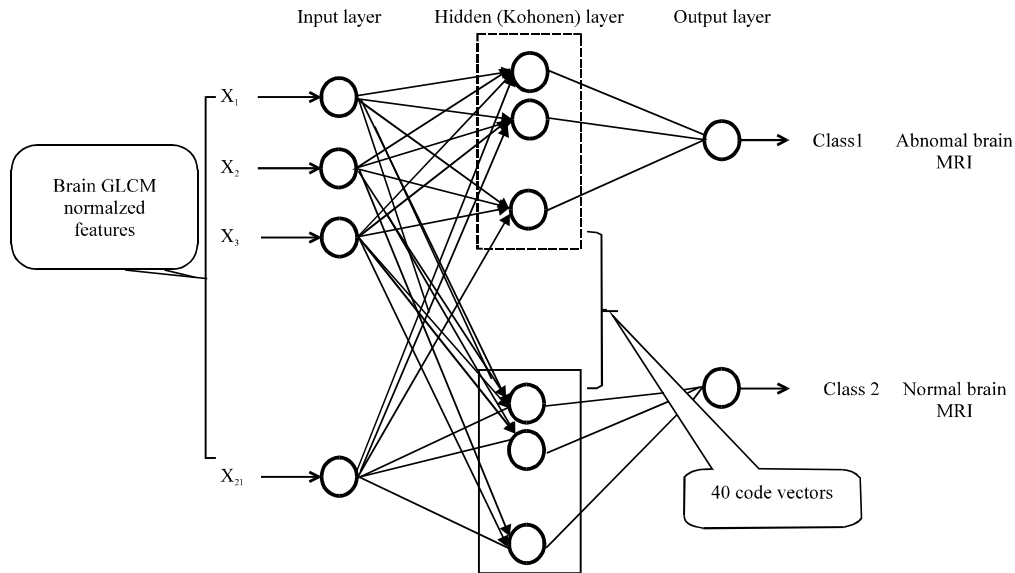 Input layer
Hidden (Kohonen) layer
Output layer
X1
X2
X3
X21
Brain GLCM
normalzed
features
Class1
Abnomal brain
MRI
Class 2
Normal brain
MRI
40 code vectors